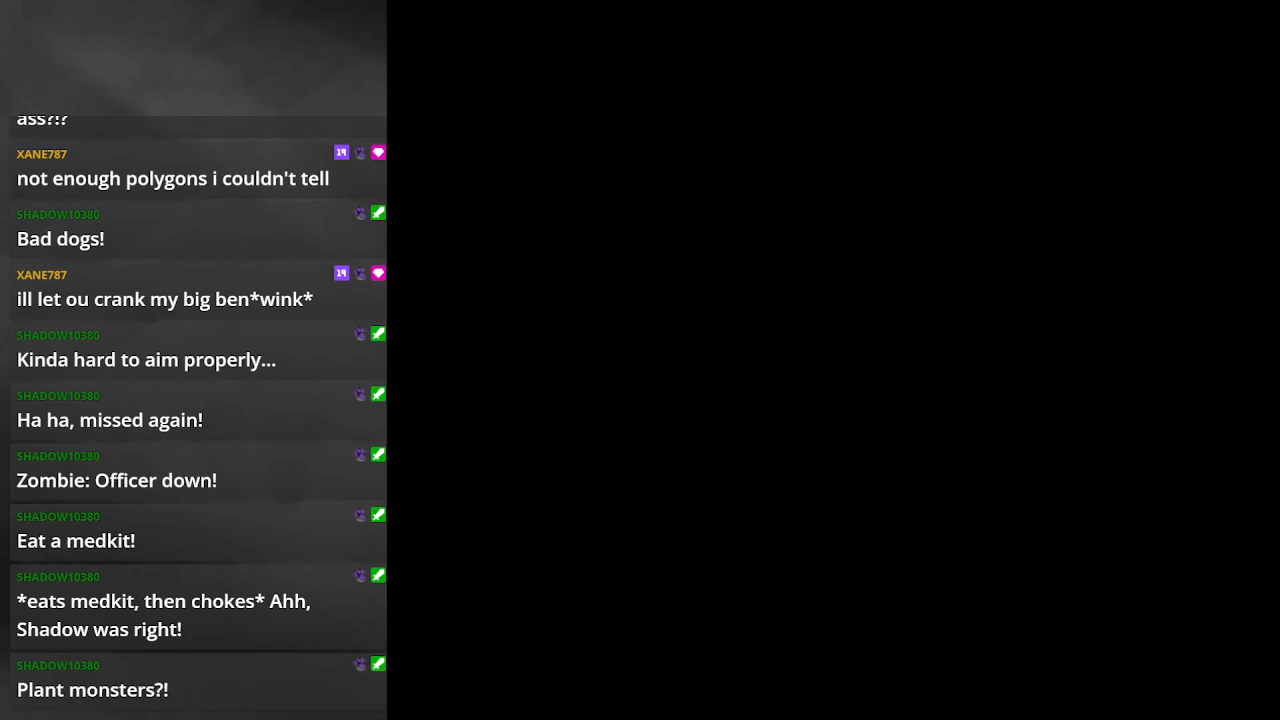 ass?!?
XANE787
19
not enough polygons i couldn't tell
SHADOW10380
Bad dogs!
XANE787
19
ill let ou crank my big ben*wink*
SHADOW10380
Kinda hard to aim properly...
SHADOW10380
Ha ha, missed again!
SHADOW10380
Zombie: Officer down!
SHADOW10380
Eat a medkit!
SHADOW10380
*eats medkit, then chokes* Ahh,
Shadow was right!
SHADOW10380
Plant monsters?!